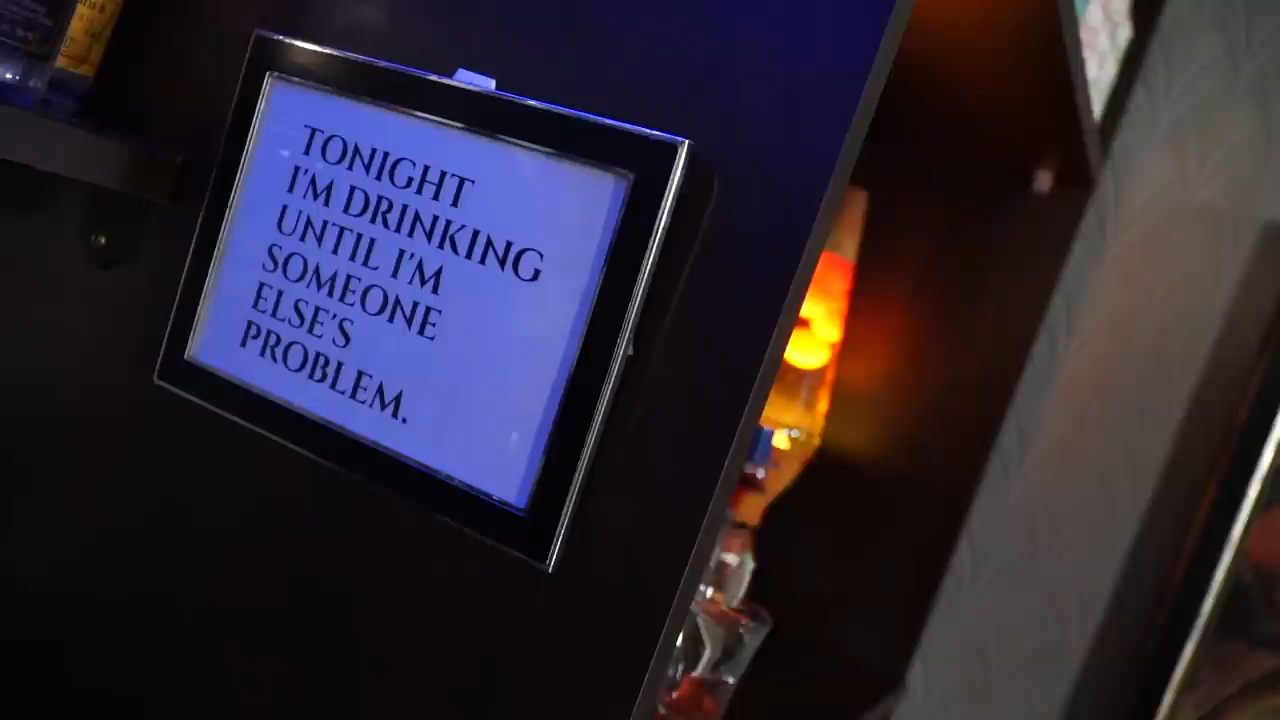 TONIGHT
I'M DRINKING
UNTIL I'M
SOMEONE
ELSE'S
PROBLEM.